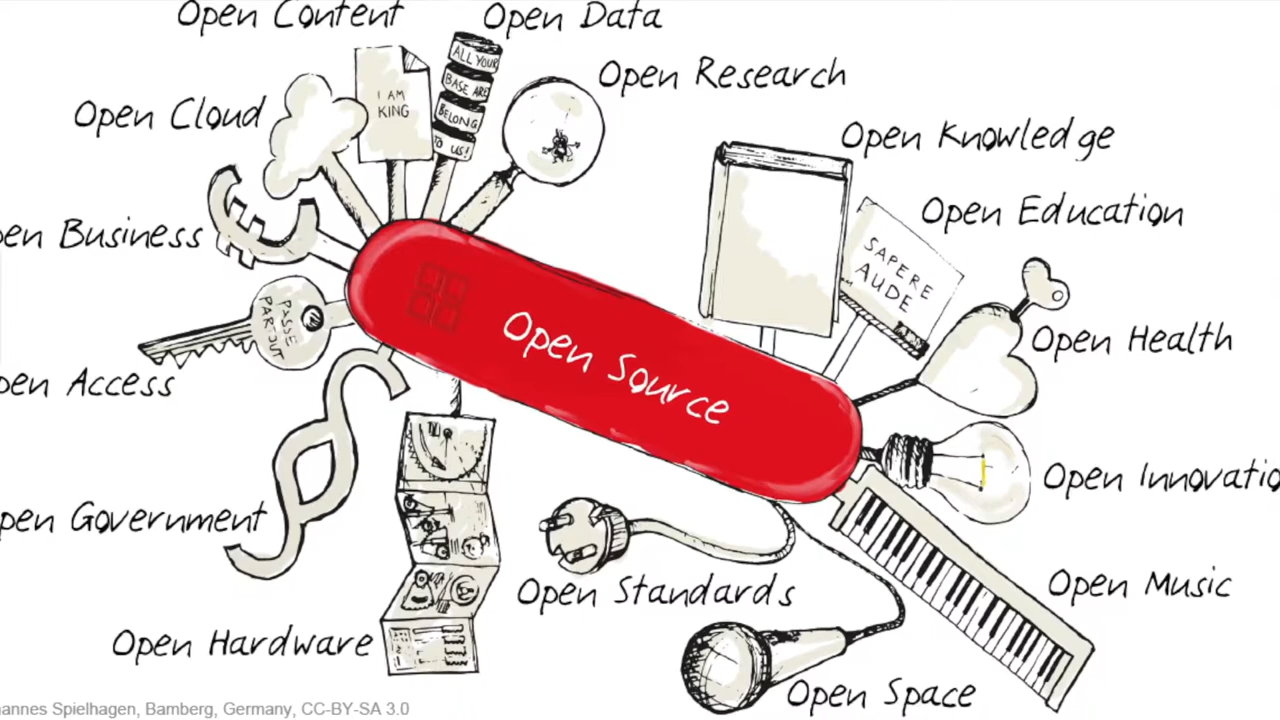 Open Content
Open Data
Open Research
Open Cloud
I AM
KING
ALL YOUR
BASE ARE
BELONG
TO US!
Open Knowledge
Open Education
SAPERE
AUDE
pen Business
PASSE
PARTOUT
Open Source
Open Health
pen Access
Open Innovatio
pen Government
Open Standards
Open Music
Open Hardware
Open Space
annes Spielhagen, Bamberg, Germany, CC-BY-SA 3.0